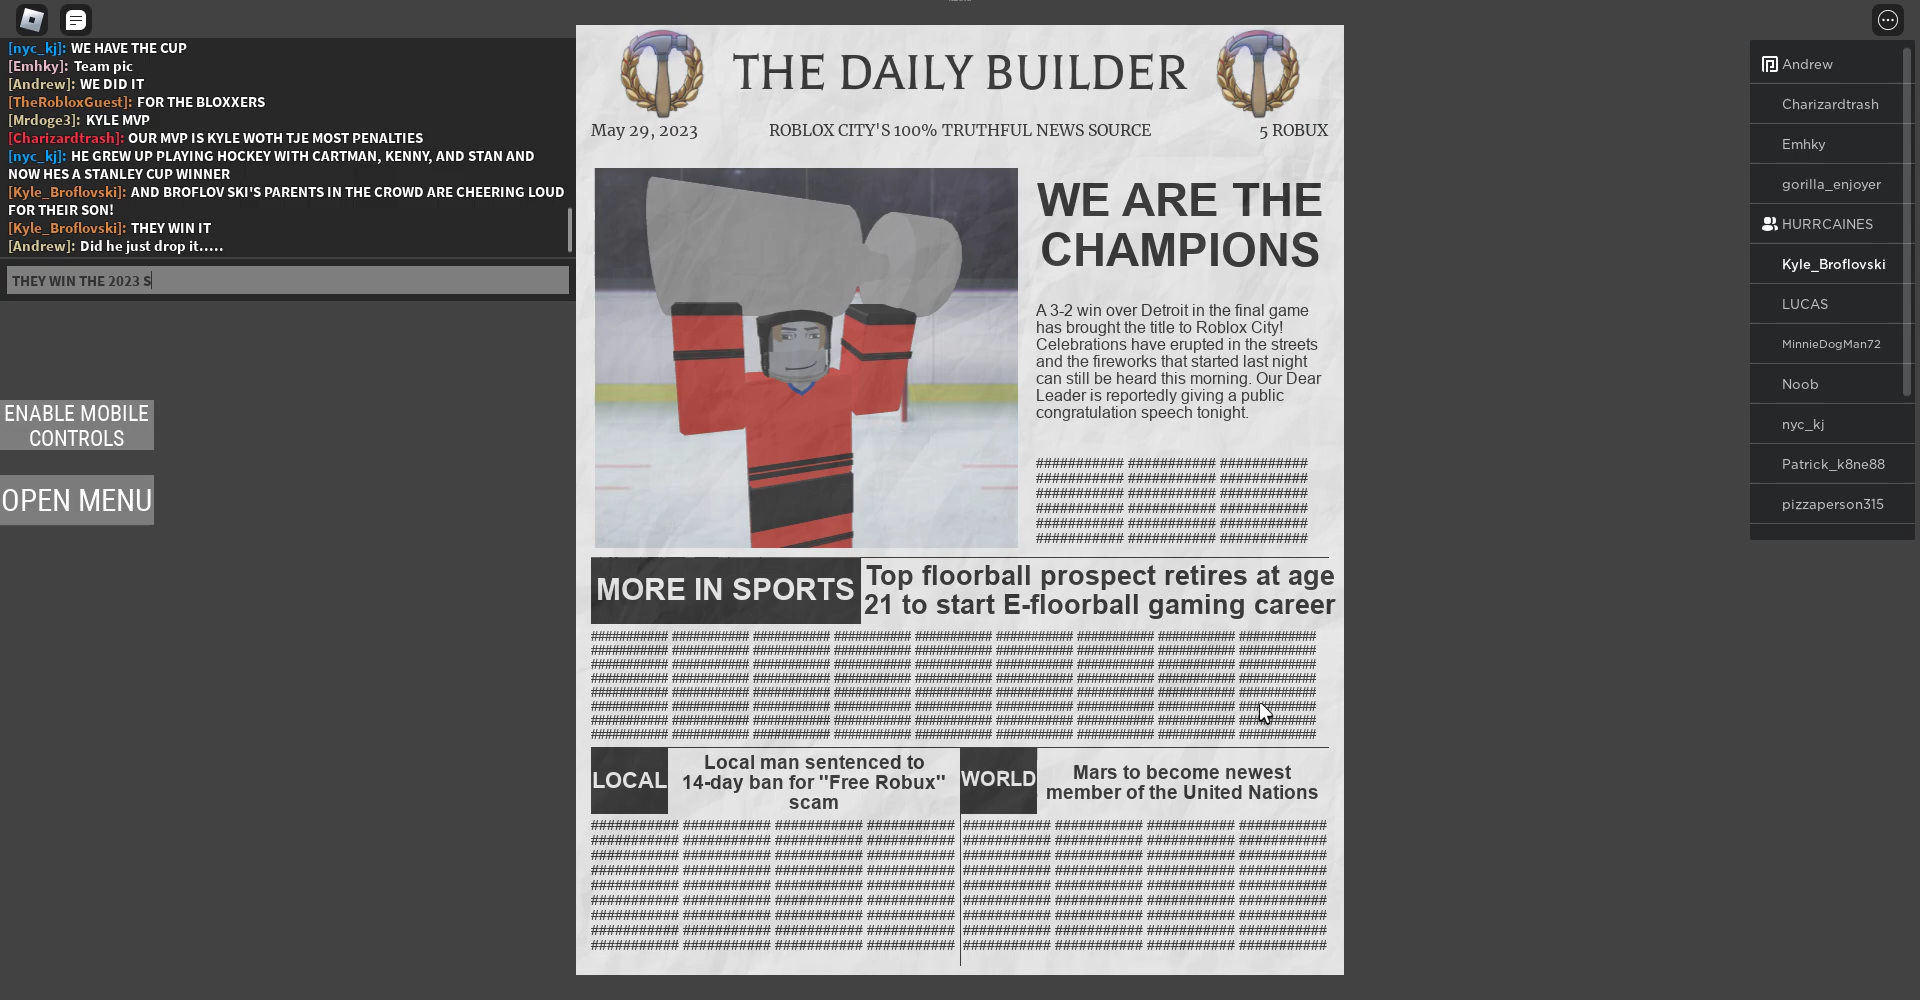 [nyc_kj]: WE HAVE THE CUP
[Emhky]: Team pic
[Andrew]: WE DID IT
[TheRobloxGuest]: FOR THE BLOXXERS
[Mrdoge3]: KYLE MVP
[Charizardtrash]: OUR MVP IS KYLE WOTH TJE MOST PENALTIES
[nyc_kj]: HE GREW UP PLAYING HOCKEY WITH CARTMAN, KENNY, AND STAN AND
NOW HES A STANLEY CUP WINNER
[Kyle_Broflovski]: AND BROFLOV SKI'S PARENTS IN THE CROWD ARE CHEERING LOUD
FOR THEIR SON!
[Kyle_Broflovski]: THEY WIN IT
[Andrew]: Did he just drop it.....
THEY WIN THE 2023 S
ENABLE MOBILE
CONTROLS
OPEN MENU
THE DAILY BUILDER
May 29, 2023
ROBLOX CITY'S 100% TRUTHFUL NEWS SOURCE
5 ROBUX
WE ARE THE
CHAMPIONS
A 3-2 win over Detroit in the final game
has brought the title to Roblox City!
Celebrations have erupted in the streets
and the fireworks that started last night
can still be heard this morning. Our Dear
Leader is reportedly giving a public
congratulation speech tonight.
########### ########### ###########
########### ########### ###########
########### ########### ###########
########### ########### ###########
########### ########### ###########
########### ########### ###########
MORE IN SPORTS
Top floorball prospect retires at age
21 to start E-floorball gaming career
########### ########### ########### ########### ########### ########### ########### ########### ###########
########### ########### ########### ########### ########### ########### ########### ########### ###########
########### ########### ########### ########### ########### ########### ########### ########### ###########
########### ########### ########### ########### ########### ########### ########### ########### ###########
########### ########### ########### ########### ########### ########### ########### ########### ###########
########### ########### ########### ########### ########### ########### ########### ########### ###########
########### ########### ########### ########### ########### ########### ########### ########### ###########
########### ########### ########### ########### ########### ########### ########### ########### ###########
LOCAL
Local man sentenced to
14-day ban for "Free Robux"
scam
########### ########### ########### ###########
########### ########### ########### ###########
########### ########### ########### ###########
########### ########### ########### ###########
########### ########### ########### ###########
########### ########### ########### ###########
########### ########### ########### ###########
########### ########### ########### ###########
########### ########### ########### ###########
WORLD
Mars to become newest
member of the United Nations
########### ########### ########### ###########
########### ########### ########### ###########
########### ########### ########### ###########
########### ########### ########### ###########
########### ########### ########### ###########
########### ########### ########### ###########
########### ########### ########### ###########
########### ########### ########### ###########
########### ########### ########### ###########
Andrew
Charizardtrash
Emhky
gorilla_enjoyer
HURRCAINES
Kyle_Broflovski
LUCAS
MinnieDogMan72
Noob
nyc_kj
Patrick_k8ne88
pizzaperson315